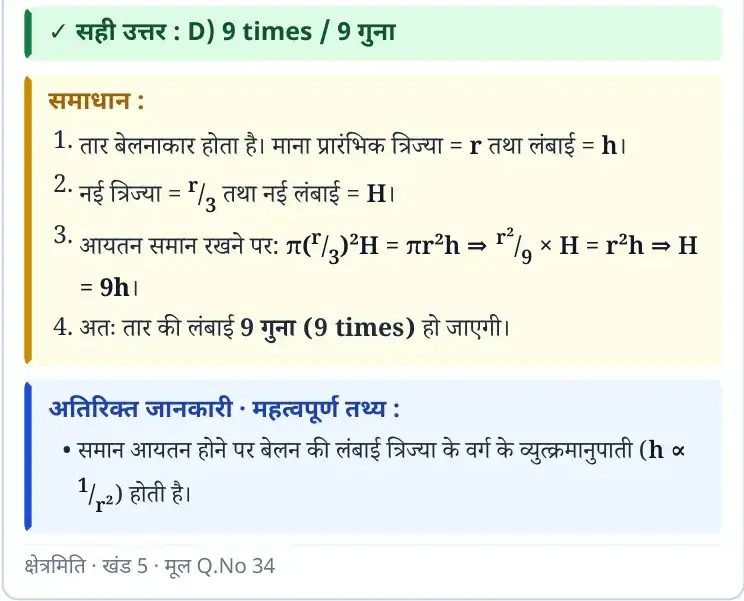 ✓ सही उत्तर : D) 9 times / 9 गुना
समाधान :
1. तार बेलनाकार होता है। माना प्रारंभिक त्रिज्या = r तथा लंबाई = h।
2. नई त्रिज्या = r/3 तथा नई लंबाई = H।
3. आयतन समान रखने पर: π(r/3)²H = πr²h ⇒ r²/9 × H = r²h ⇒ H
= 9h।
4. अतः तार की लंबाई 9 गुना (9 times) हो जाएगी।
अतिरिक्त जानकारी · महत्वपूर्ण तथ्य :
• समान आयतन होने पर बेलन की लंबाई त्रिज्या के वर्ग के व्युत्क्रमानुपाती (h ∝
1/r²) होती है।
क्षेत्रमिति · खंड 5 · मूल Q.No 34